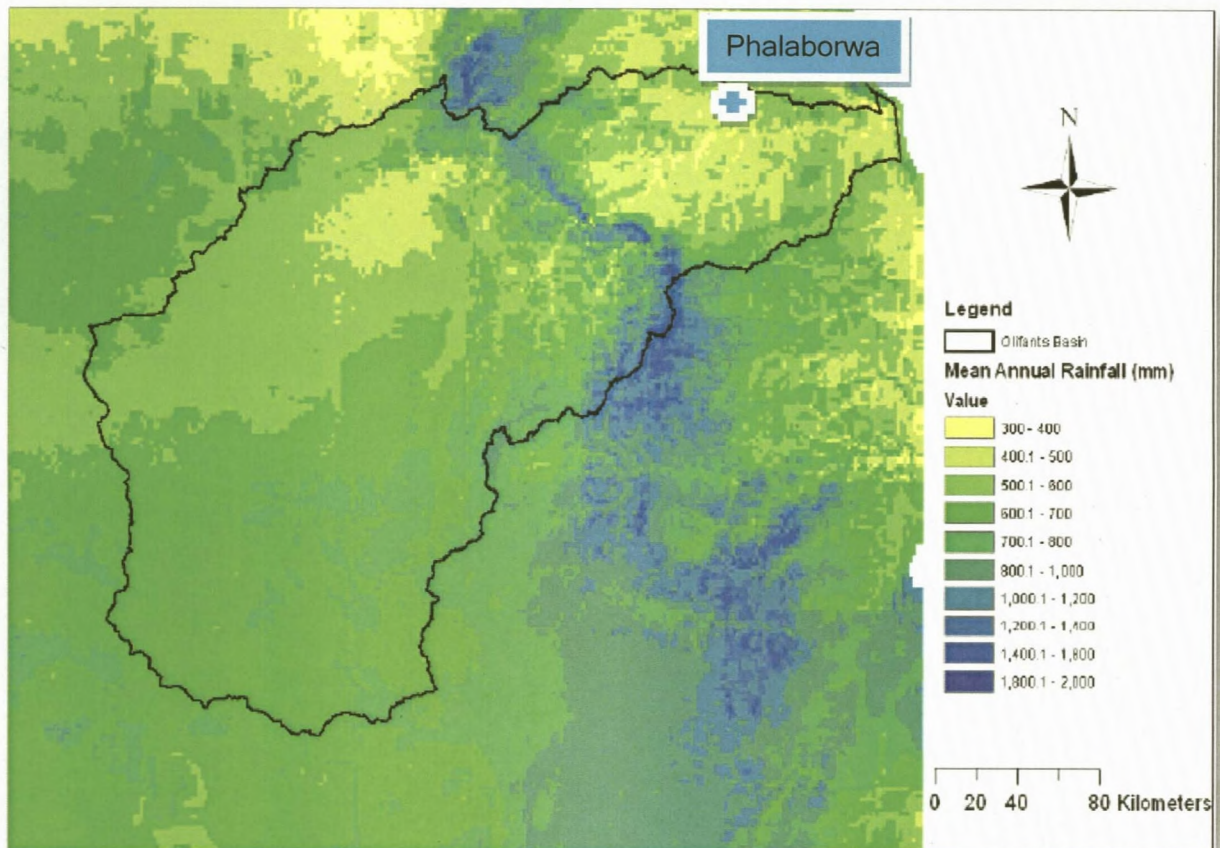 Phalaborwa
N
Legend
Olifants Basin
Mean Annual Rainfall (mm)
Value
300 - 400
400.1 - 500
500.1 - 600
600.1 - 700
700.1 - 800
800.1 - 1,000
1,000.1 - 1,200
1,200.1 - 1,400
1,400.1 - 1,800
1,800.1 - 2,000
0 20 40 80 Kilometers